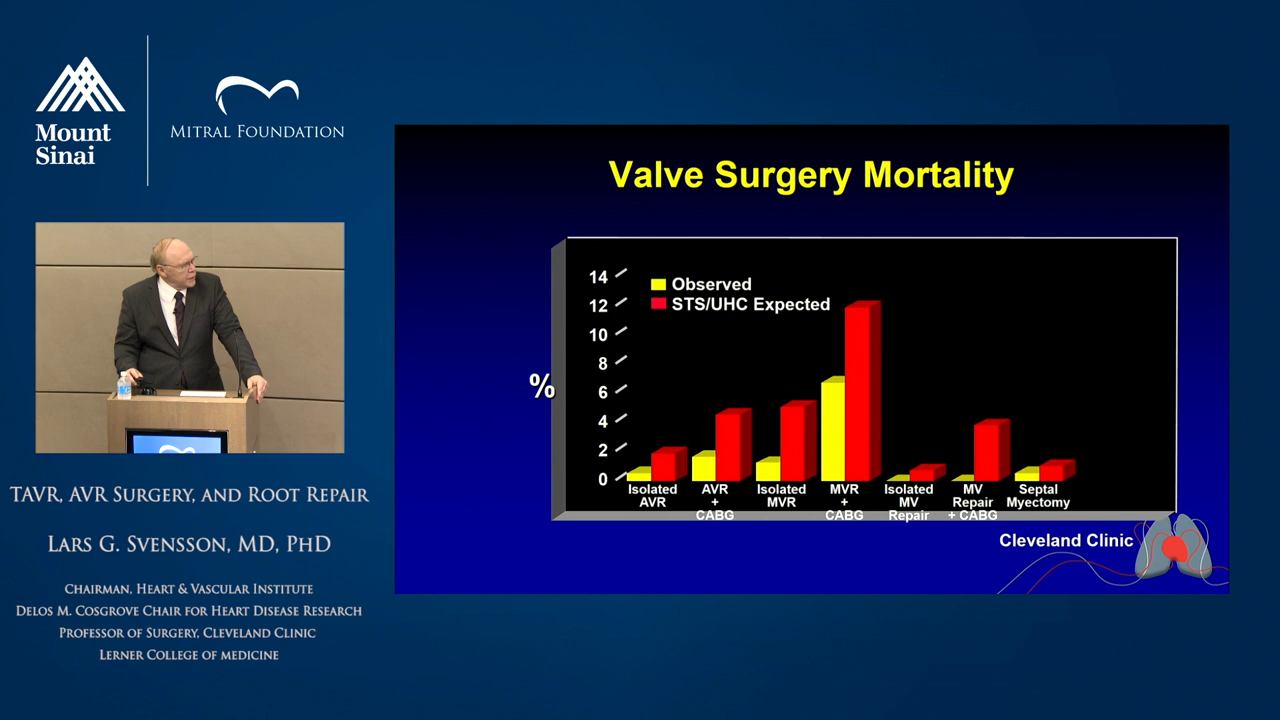 Mount
Sinai
MITRAL FOUNDATION
TAVR, AVR SURGERY, AND ROOT REPAIR
LARS G. SVENSSON, MD, PHD
CHAIRMAN, HEART & VASCULAR INSTITUTE
DELOS M. COSGROVE CHAIR FOR HEART DISEASE RESEARCH
PROFESSOR OF SURGERY, CLEVELAND CLINIC
LERNER COLLEGE OF MEDICINE
Valve Surgery Mortality
Observed
STS/UHC Expected
%
14
12
10
8
6
4
2
0
Isolated
AVR
AVR
+
CABG
Isolated
MVR
MVR
+
CABG
Isolated
MV
Repair
MV
Repair
+ CABG
Septal
Myectomy
Cleveland Clinic